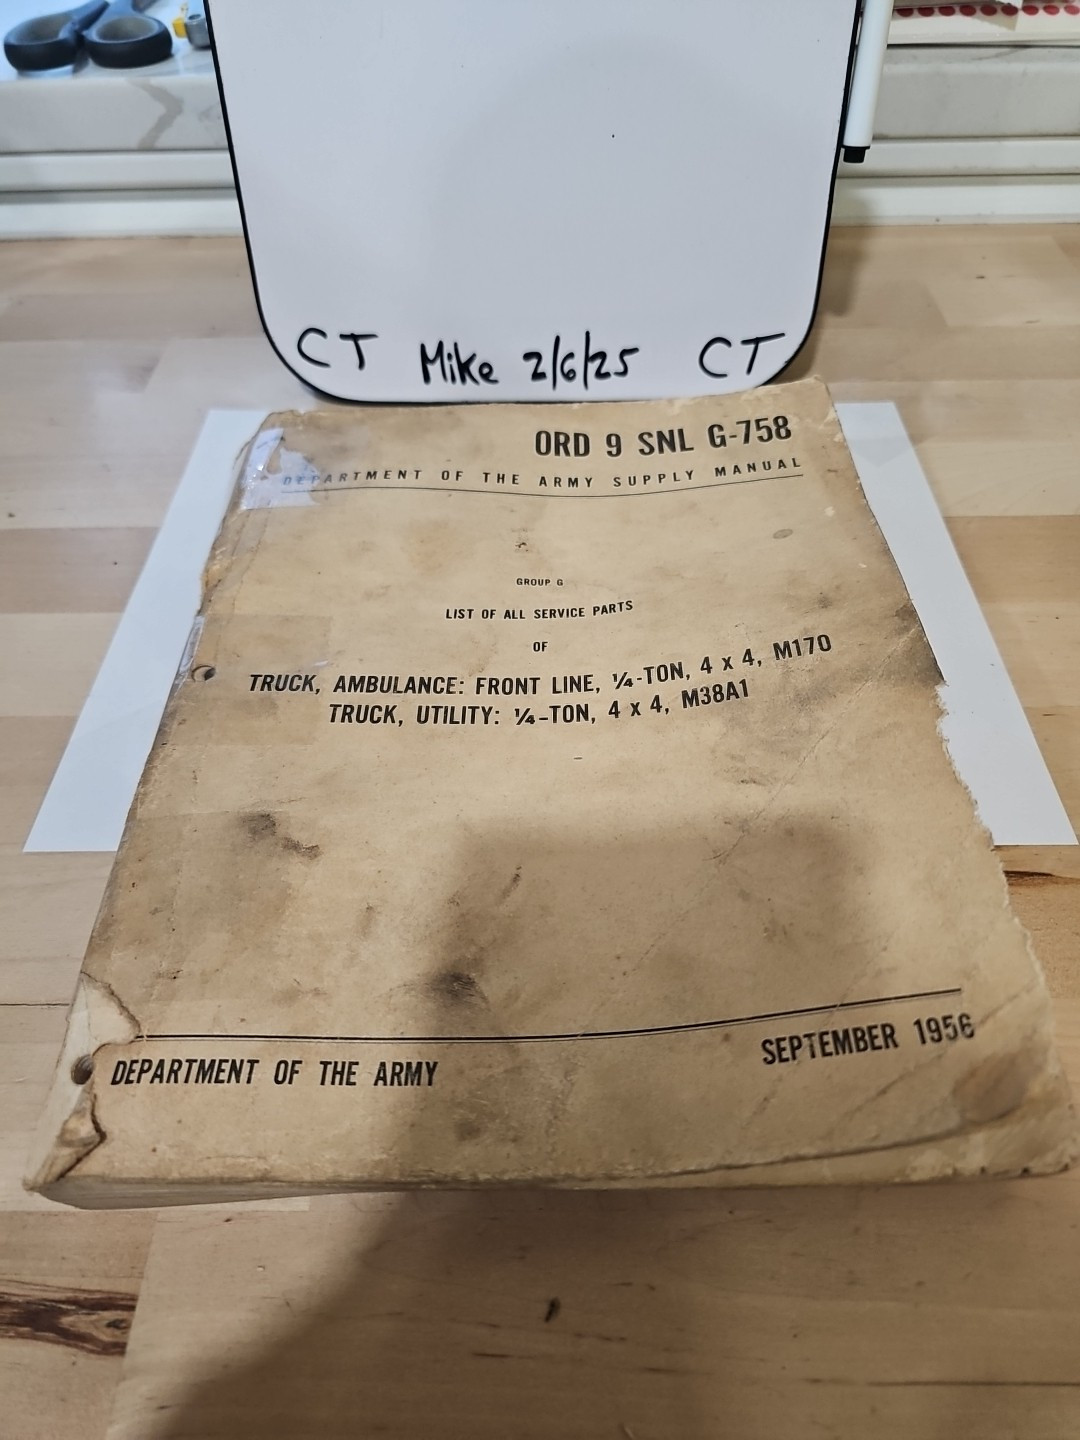 CT Mike 2/6/25 CT
ORD 9 SNL G-758
DEPARTMENT OF THE ARMY SUPPLY MANUAL
GROUP G
LIST OF ALL SERVICE PARTS
OF
TRUCK, AMBULANCE: FRONT LINE, ¼-TON, 4 x 4, M170
TRUCK, UTILITY: ¼-TON, 4 x 4, M38A1
DEPARTMENT OF THE ARMY
SEPTEMBER 1956